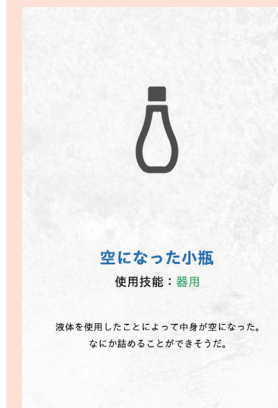 空になった小瓶
使用技能：器用
液体を使用したことによって中身が空になった。
なにか詰めることができそうだ。